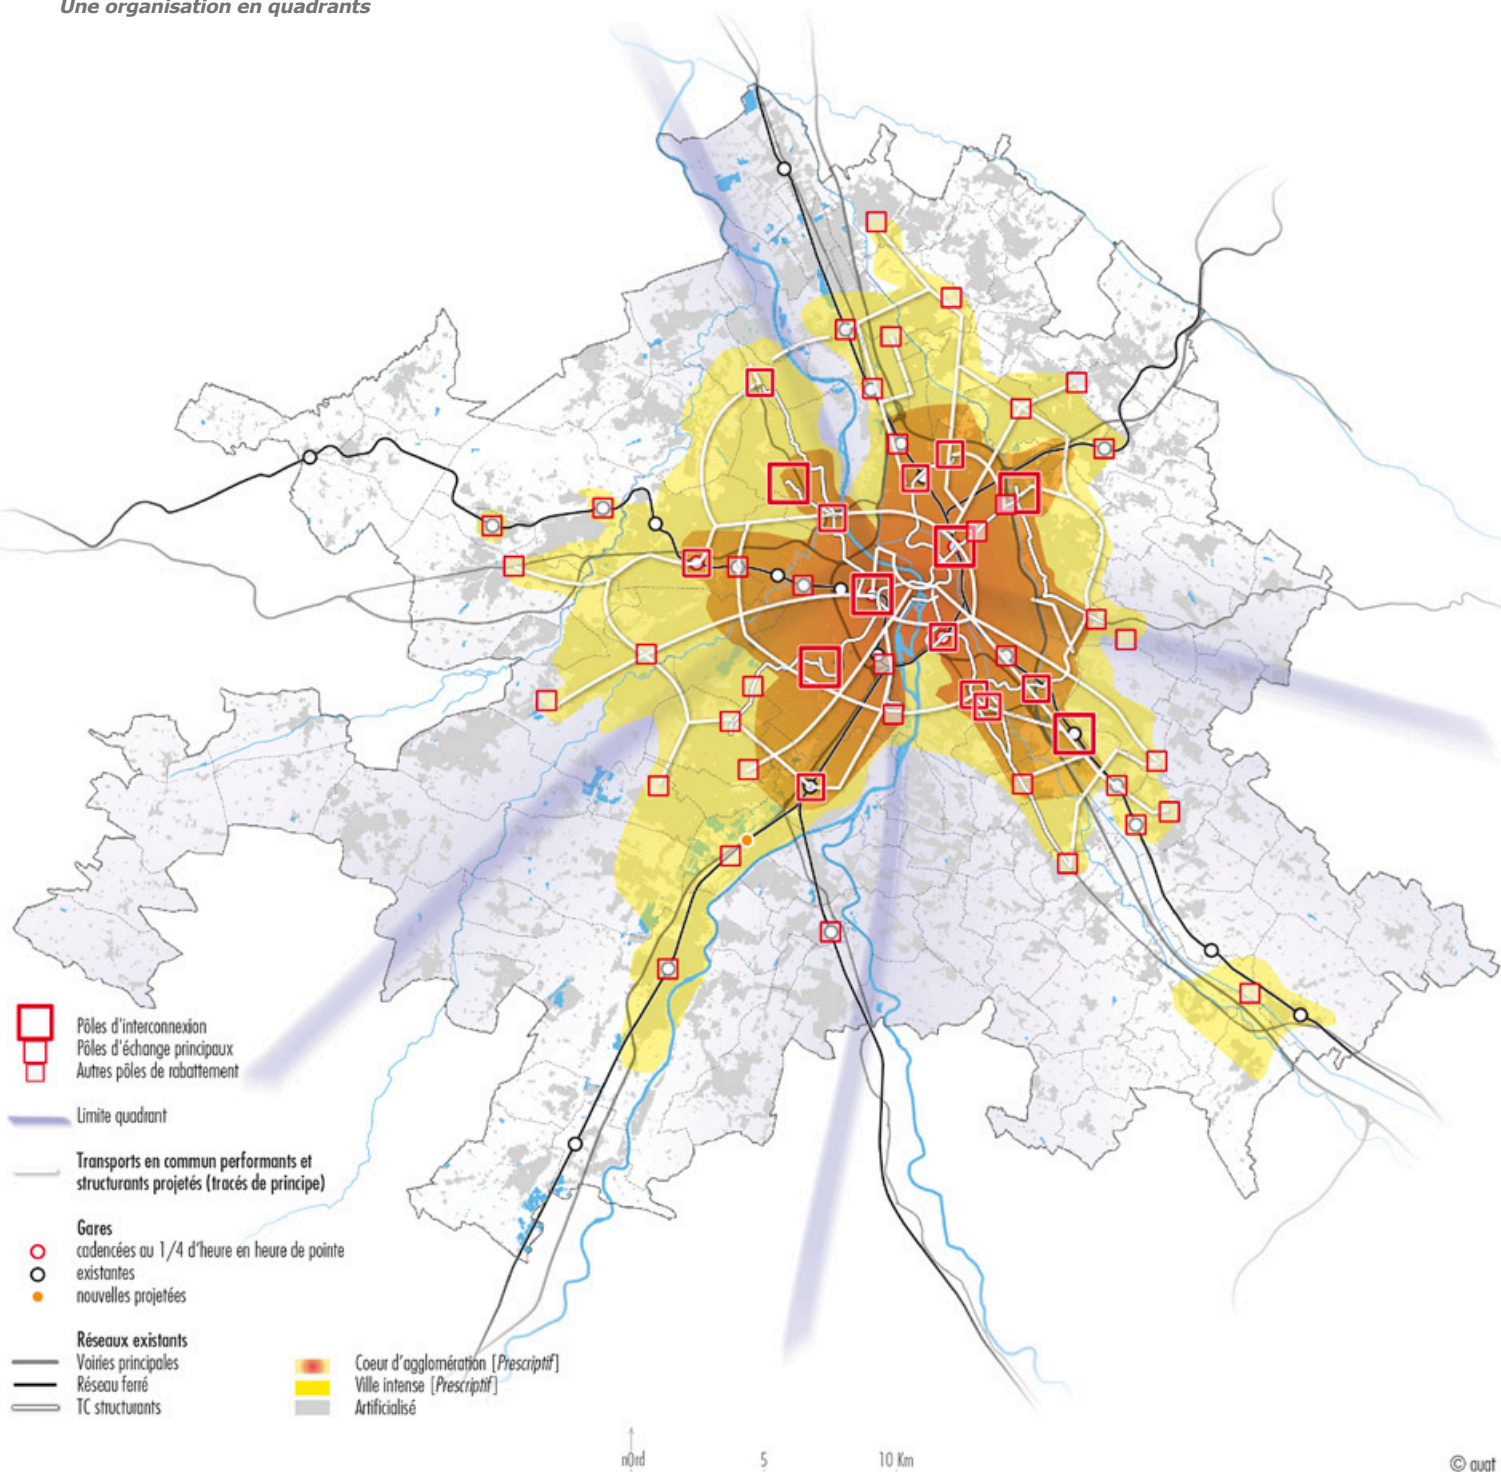 Une organisation en quadrants
Pôles d'interconnexion
Pôles d'échange principaux
Autres pôles de rabattement
Limite quadrant
Transports en commun performants et
structurants projetés (tracés de principe)
Gares
cadencées au 1/4 d'heure en heure de pointe
existantes
nouvelles projetées
Réseaux existants
Voiries principales
Réseau ferré
TC structurants
Coeur d'agglomération [Prescriptif]
Ville intense [Prescriptif]
Artificialisé
nOrd 5 10 Km
© auat